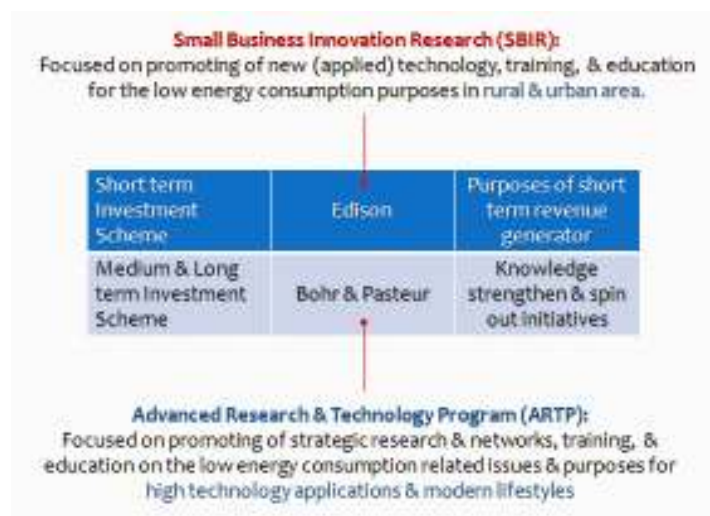 Small Business Innovation Research (SBIR):
Focused on promoting of new (applied) technology, training, & education
for the low energy consumption purposes in rural & urban area.
Short term
Investment
Scheme
Edison
Purposes of short
term revenue
generator
Medium & Long
term Investment
Scheme
Bohr & Pasteur
Knowledge
strengthen & spin
out initiatives
Advanced Research & Technology Program (ARTP):
Focused on promoting of strategic research & networks, training, &
education on the low energy consumption related issues & purposes for
high technology applications & modern lifestyles